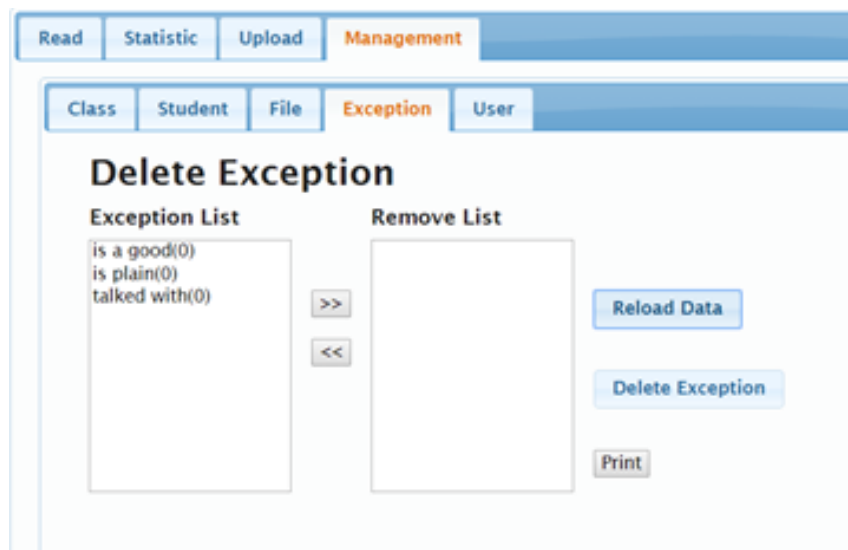 Read Statistic Upload Management
Class Student File Exception User
Delete Exception
Exception List Remove List
is a good(0)
is plain(0)
talked with(0)
>>
Reload Data
<<
Delete Exception
Print